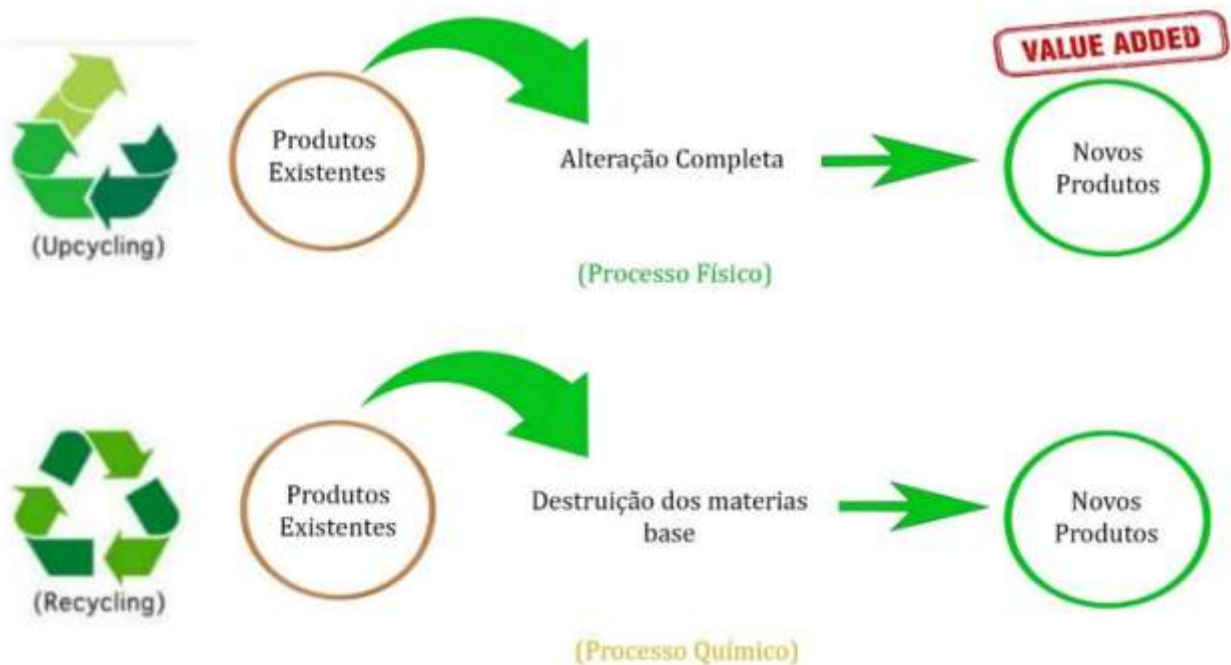 VALUE ADDED
Produtos
Existentes
Alteração Completa
Novos
Produtos
(Upcycling)
(Processo Físico)
Produtos
Existentes
Destruição dos materias
base
Novos
Produtos
(Recycling)
(Processo Químico)